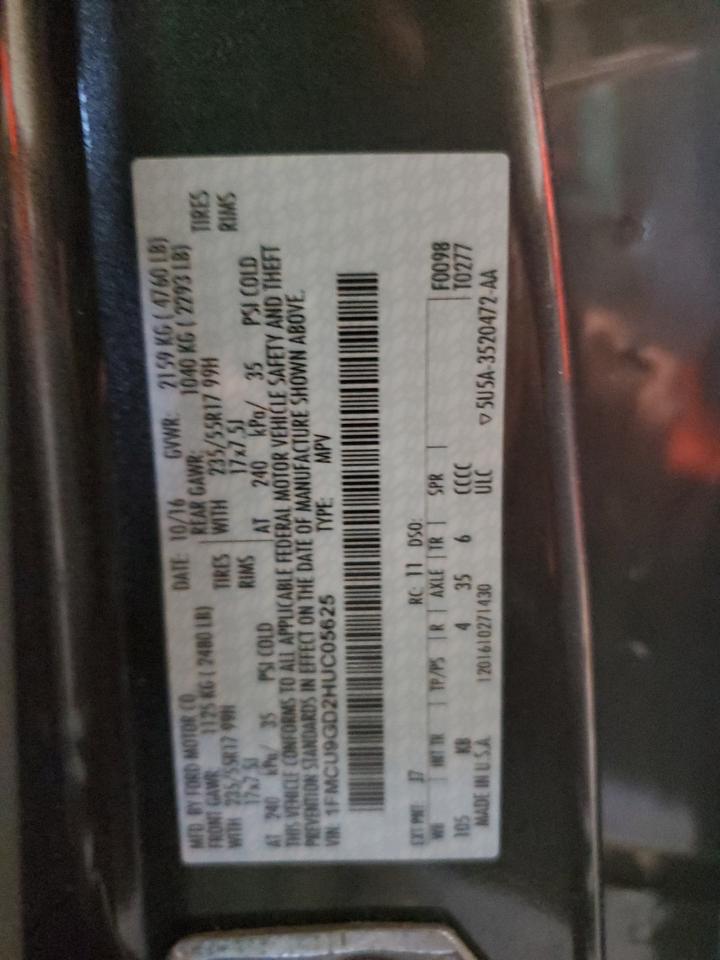 MFD. BY FORD MOTOR CO. DATE: 10/16 GVWR: 2159 KG ( 4760 LB)
FRONT GAWR: 1125 KG ( 2480 LB) REAR GAWR: 1040 KG ( 2293 LB)
WITH 235/55R17 99H TIRES WITH 235/55R17 99H TIRES
17x7.5J RIMS 17x7.5J RIMS
AT 240 kPa/ 35 PSI COLD AT 240 kPa/ 35 PSI COLD
THIS VEHICLE CONFORMS TO ALL APPLICABLE FEDERAL MOTOR VEHICLE SAFETY AND THEFT
PREVENTION STANDARDS IN EFFECT ON THE DATE OF MANUFACTURE SHOWN ABOVE.
VIN: 1FMCU9GD2HUC05625 TYPE: MPV
EXT PNT: J7 RC: 11 DSO: F0098
WB INT TR TP/PS R AXLE TR SPR T0277
105 KB 4 35 6 CCCC
MADE IN U.S.A. 1201610271430 ULC ▽5U5A-3520472-AA